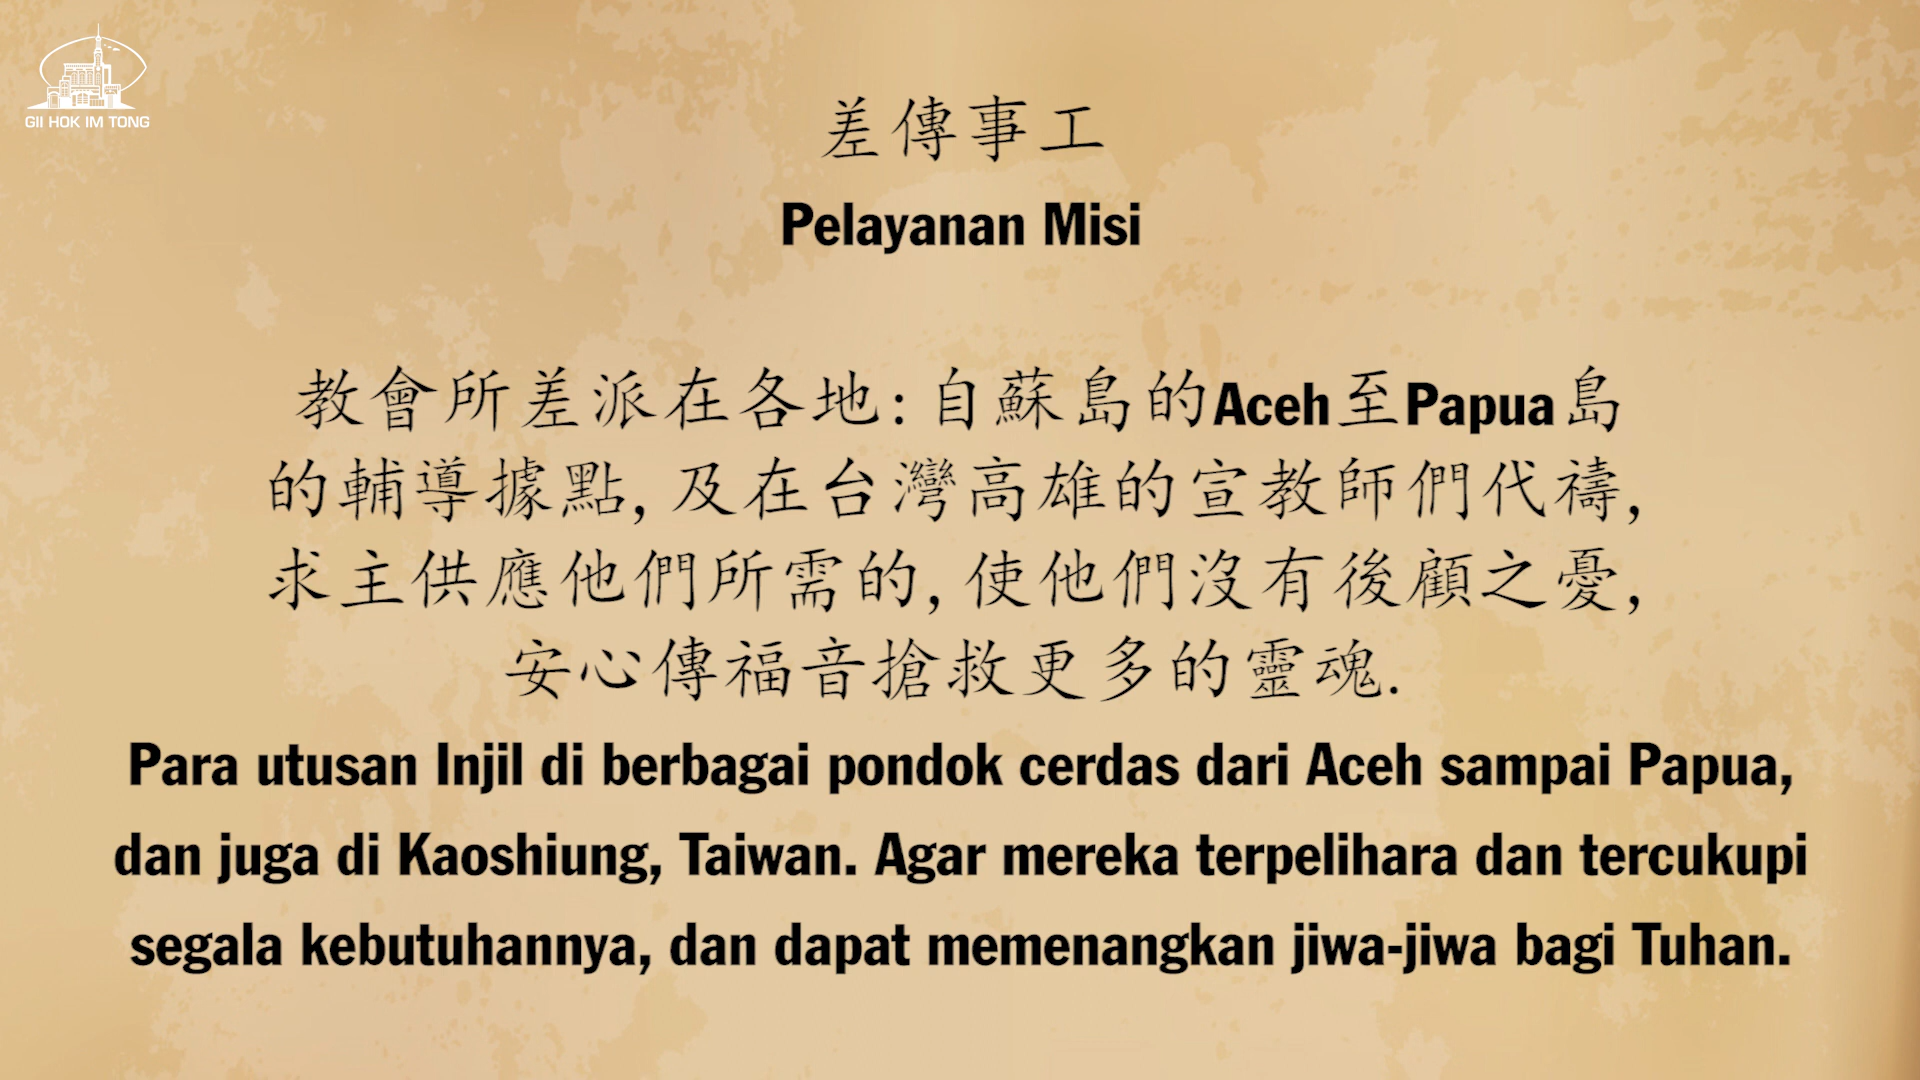 GII HOK IM TONG
差傳事工
Pelayanan Misi
教會所差派在各地: 自蘇島的Aceh至Papua島
的輔導據點, 及在台灣高雄的宣教師們代禱,
求主供應他們所需的, 使他們沒有後顧之憂,
安心傳福音搶救更多的靈魂.
Para utusan Injil di berbagai pondok cerdas dari Aceh sampai Papua,
dan juga di Kaoshiung, Taiwan. Agar mereka terpelihara dan tercukupi
segala kebutuhannya, dan dapat memenangkan jiwa-jiwa bagi Tuhan.